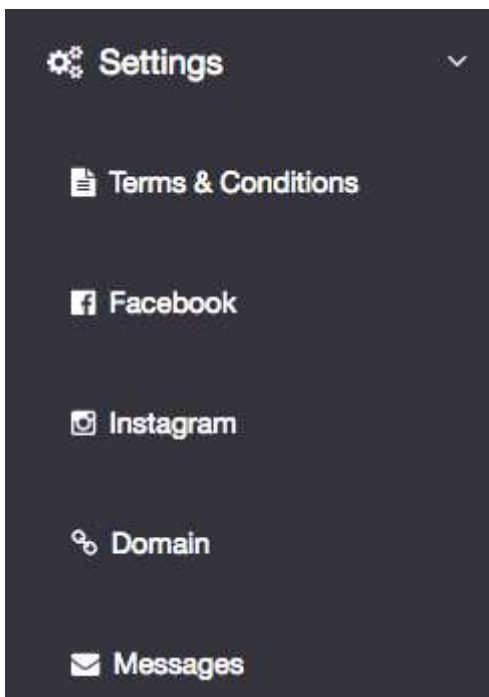 Settings
Terms & Conditions
Facebook
Instagram
Domain
Messages